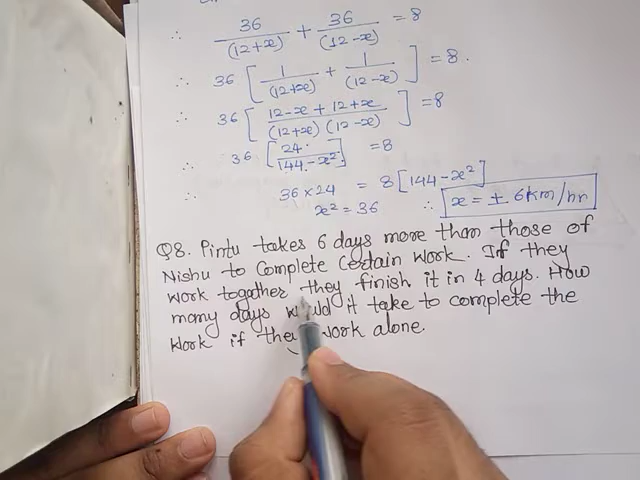 ∴ 36/(12+x) + 36/(12-x) = 8
∴ 36 [ 1/(12+x) + 1/(12-x) ] = 8.
∴ 36 [ 12-x + 12+x / (12+x) (12-x) ] = 8
∴ 36 [ 24. / 144-x² ] = 8
∴ 36 × 24 = 8 [144-x²]
x² = 36 ∴ x = ± 6km/hr
Q8. Pintu takes 6 days more than those of
Nishu to complete certain work. If they
work together they finish it in 4 days. How
many days would it take to complete the
work if they work alone.